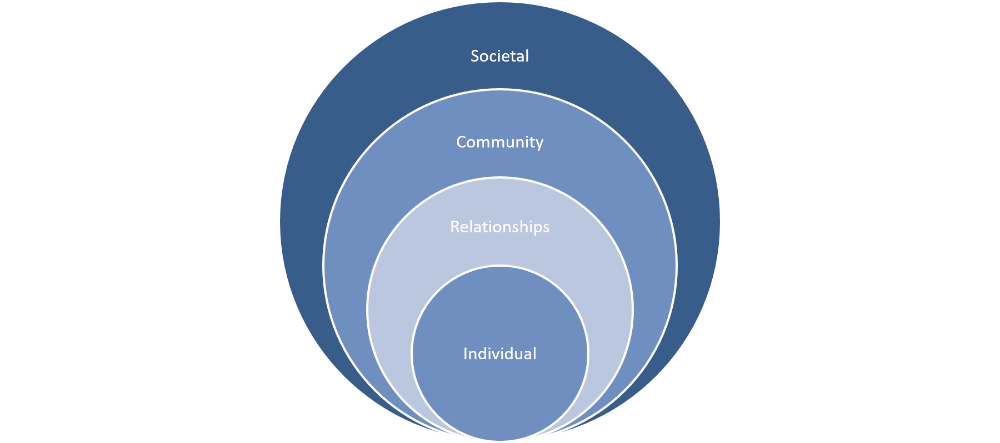 Societal
Community
Relationships
Individual